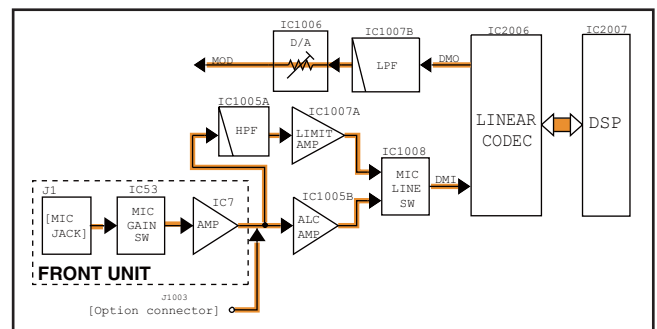 IC1006
D/A
MOD
IC1007B
LPF
DMO
IC2006
LINEAR
CODEC
IC2007
DSP
IC1005A
HPF
IC1007A
LIMIT
AMP
IC1008
MIC
LINE
SW
DMI
J1
[MIC
JACK]
IC53
MIC
GAIN
SW
IC7
AMP
IC1005B
ALC
AMP
FRONT UNIT
J1003
[Option connector]